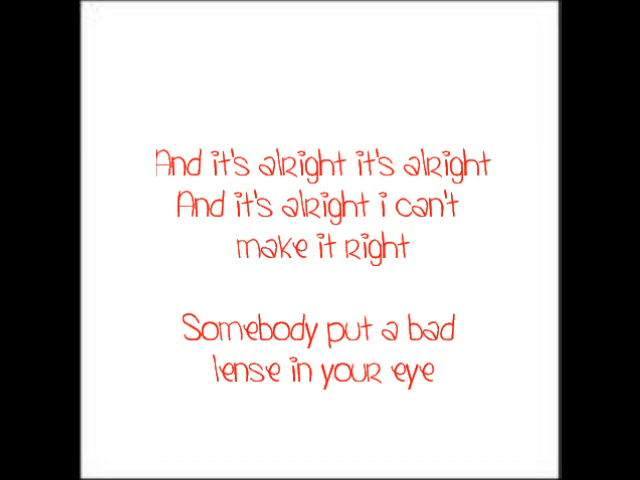 And it's alright it's alright
And it's alright i can't
make it right
Somebody put a bad
lense in your eye